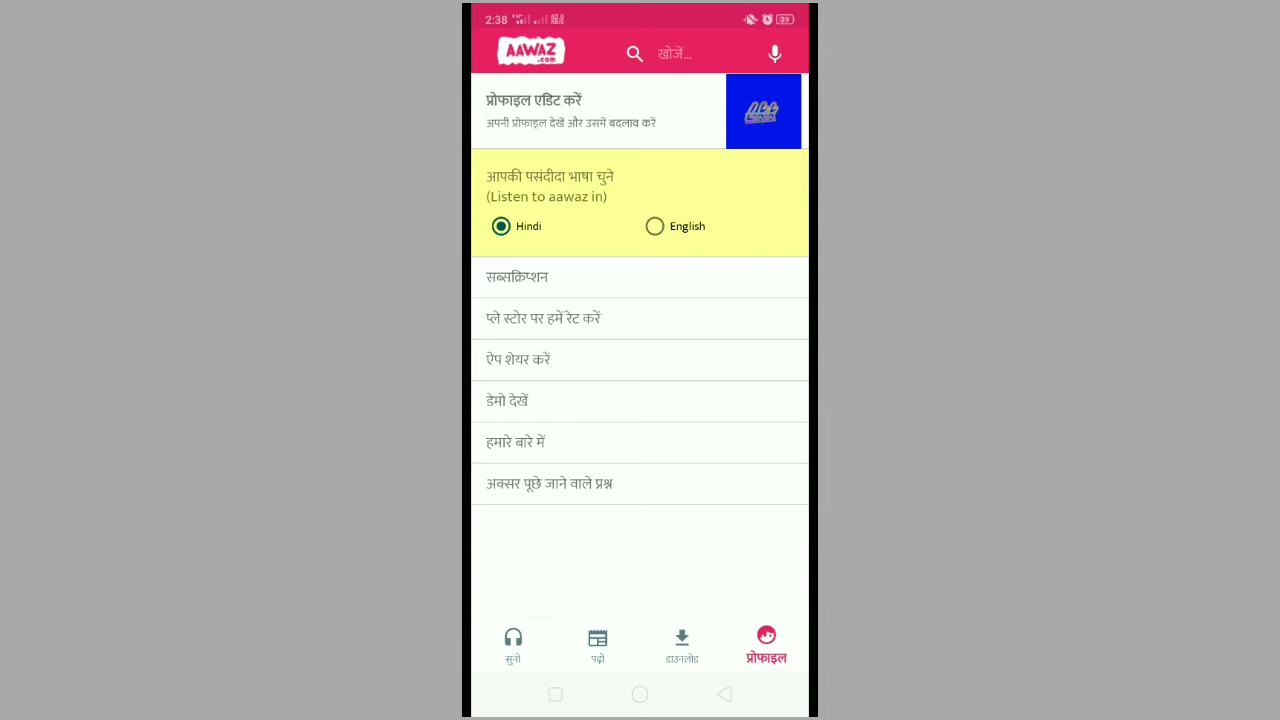 2:38
39
AAWAZ
.com
खोजें...
प्रोफाइल एडिट करें
अपनी प्रोफाइल देखें और उसमें बदलाव करें
आपकी पसंदीदा भाषा चुने
(Listen to aawaz in)
Hindi
English
सब्सक्रिप्शन
प्ले स्टोर पर हमें रेट करें
ऐप शेयर करें
डेमो देखें
हमारे बारे में
अक्सर पूछे जाने वाले प्रश्न
सुनो
पढ़ो
डाउनलोड
प्रोफाइल